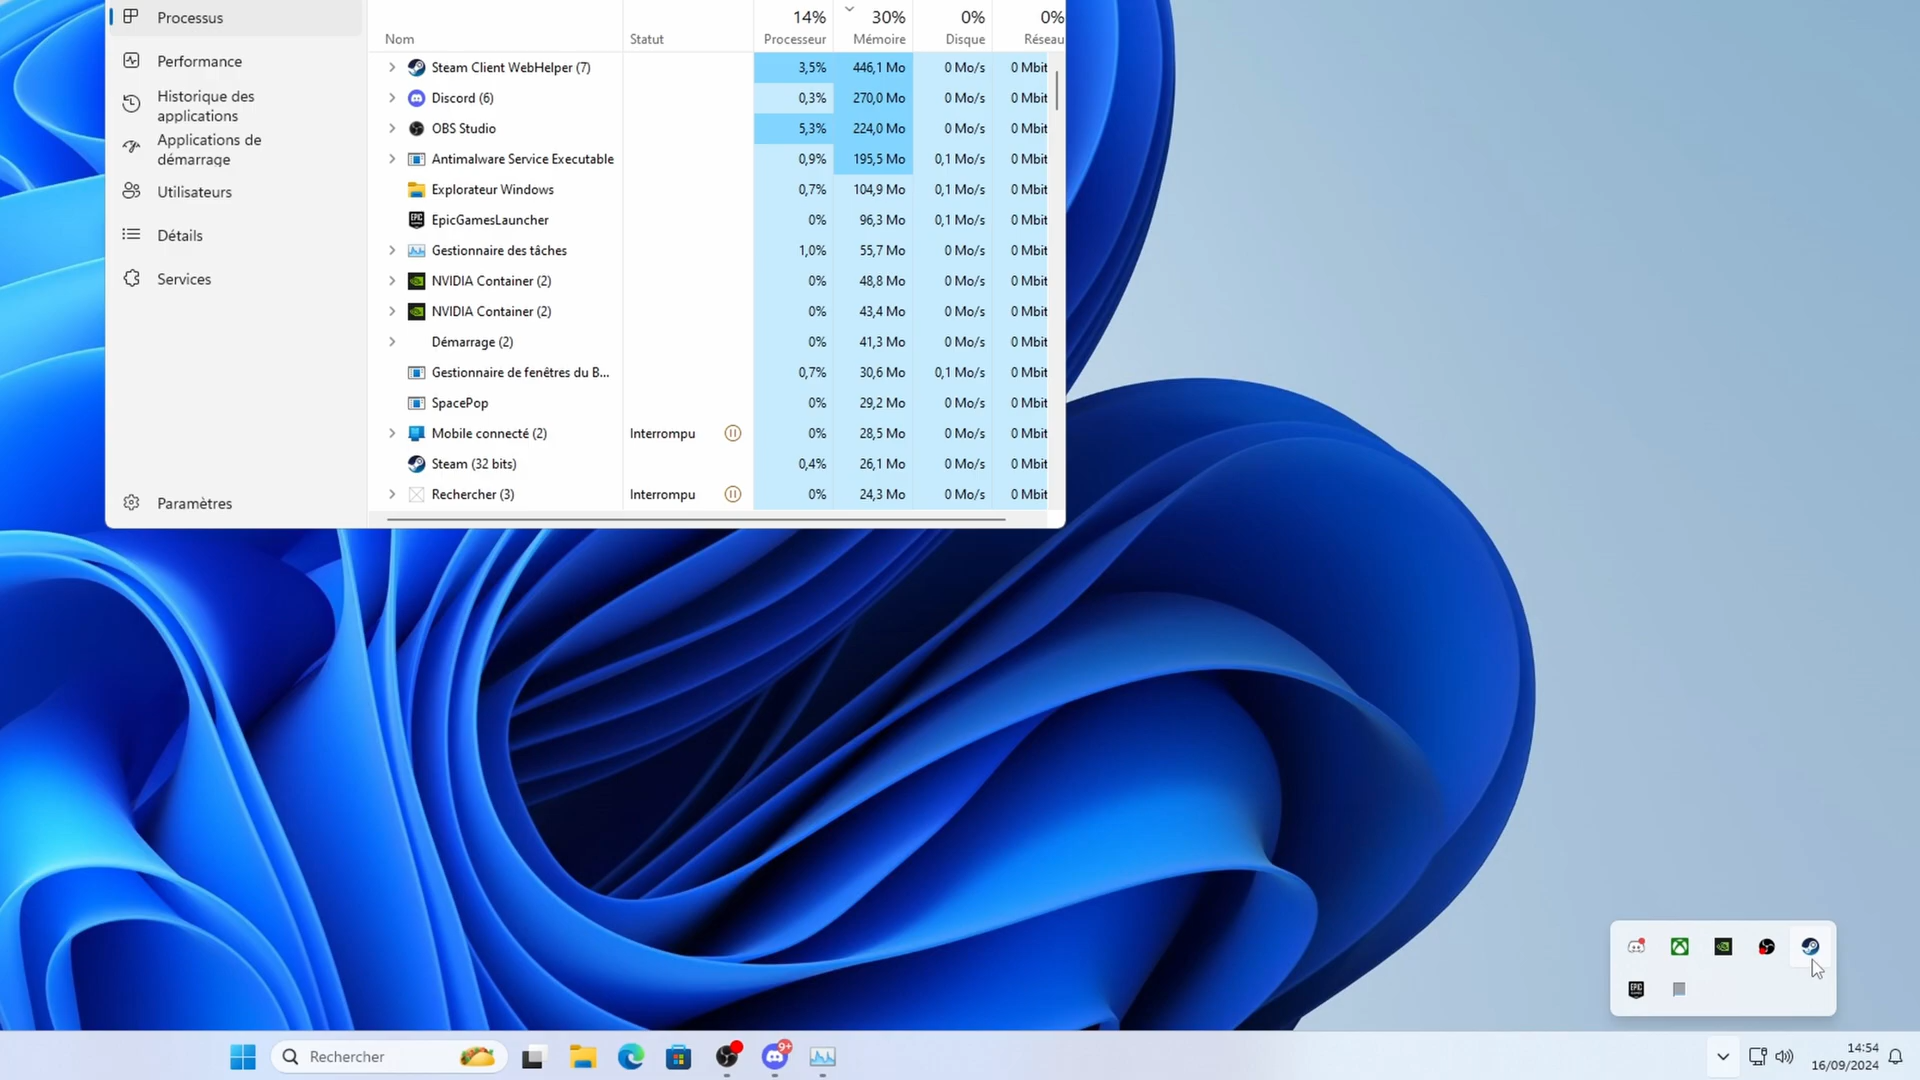 Processus
Performance
Historique des
applications
Applications de
démarrage
Utilisateurs
Détails
Services
Paramètres
14% 30% 0% 0%
Nom Statut Processeur Mémoire Disque Réseau
Steam Client WebHelper (7) 3,5% 446,1 Mo 0 Mo/s 0 Mbit
Discord (6) 0,3% 270,0 Mo 0 Mo/s 0 Mbit
OBS Studio 5,3% 224,0 Mo 0 Mo/s 0 Mbit
Antimalware Service Executable 0,9% 195,5 Mo 0,1 Mo/s 0 Mbit
Explorateur Windows 0,7% 104,9 Mo 0,1 Mo/s 0 Mbit
EPIC EpicGamesLauncher 0% 96,3 Mo 0,1 Mo/s 0 Mbit
Gestionnaire des tâches 1,0% 55,7 Mo 0 Mo/s 0 Mbit
NVIDIA Container (2) 0% 48,8 Mo 0 Mo/s 0 Mbit
NVIDIA Container (2) 0% 43,4 Mo 0 Mo/s 0 Mbit
Démarrage (2) 0% 41,3 Mo 0 Mo/s 0 Mbit
Gestionnaire de fenêtres du B... 0,7% 30,6 Mo 0,1 Mo/s 0 Mbit
SpacePop 0% 29,2 Mo 0 Mo/s 0 Mbit
Mobile connecté (2) Interrompu 0% 28,5 Mo 0 Mo/s 0 Mbit
Steam (32 bits) 0,4% 26,1 Mo 0 Mo/s 0 Mbit
Rechercher (3) Interrompu 0% 24,3 Mo 0 Mo/s 0 Mbit
EPIC
Rechercher
9+
14:54
16/09/2024